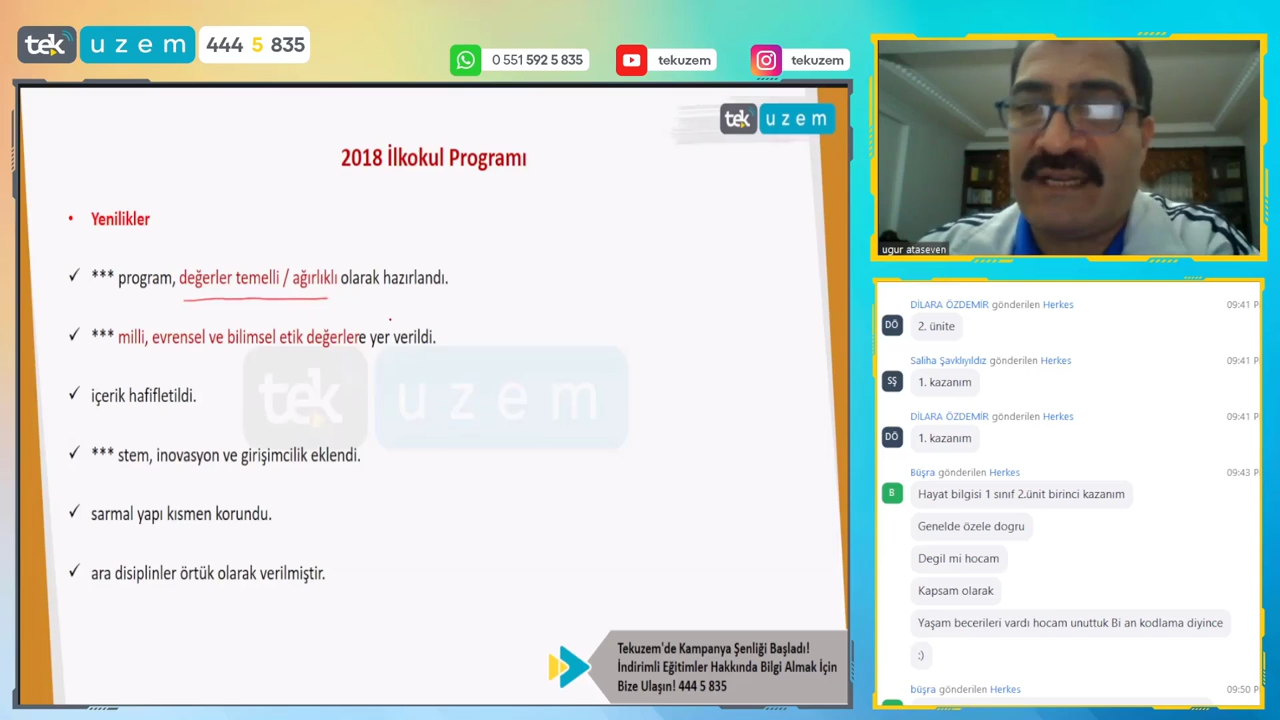 tek uzem 444 5 835
0 551 592 5 835
tekuzem
tekuzem
tek uzem
2018 İlkokul Programı
• Yenilikler
✓ *** program, değerler temelli / ağırlıklı olarak hazırlandı.
✓ *** milli, evrensel ve bilimsel etik değerlere yer verildi.
✓ içerik hafifletildi.
✓ *** stem, inovasyon ve girişimcilik eklendi.
✓ sarmal yapı kısmen korundu.
✓ ara disiplinler örtük olarak verilmiştir.
tek uzem
Tekuzem'de Kampanya Şenliği Başladı!
İndirimli Eğitimler Hakkında Bilgi Almak İçin
Bize Ulaşın! 444 5 835
ugur ataseven
DİLARA ÖZDEMİR gönderilen Herkes 09:41 P
DÖ 2. ünite
Saliha Şavklıyıldız gönderilen Herkes 09:41 P
SŞ 1. kazanım
DİLARA ÖZDEMİR gönderilen Herkes 09:41 P
DÖ 1. kazanım
Büşra gönderilen Herkes 09:43 P
B Hayat bilgisi 1 sınıf 2.ünit birinci kazanım
Genelde özele dogru
Degil mi hocam
Kapsam olarak
Yaşam becerileri vardı hocam unuttuk Bi an kodlama diyince
:)
büşra gönderilen Herkes 09:50 P